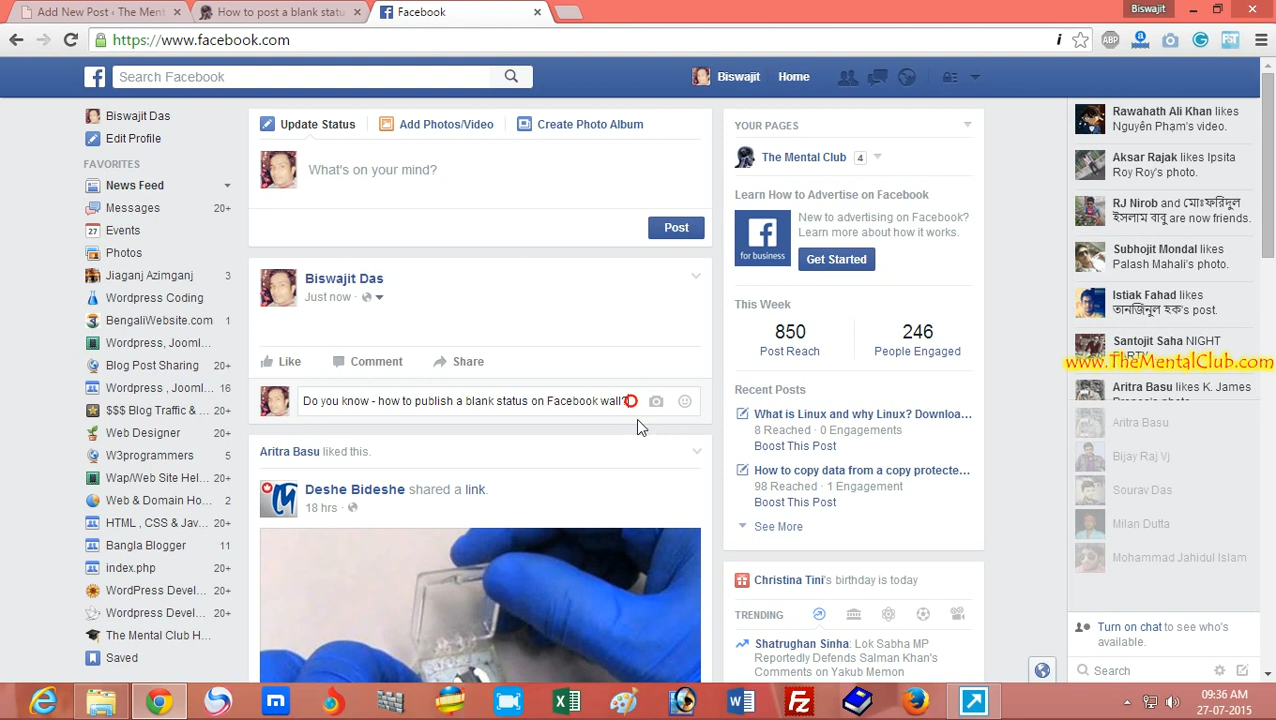 Add New Post ‹ The Ment
How to post a blank statu
Facebook
Biswajit
https://www.facebook.com
ABP
Search Facebook
Biswajit
Home
Biswajit Das
Edit Profile
FAVORITES
News Feed
Messages 20+
Events
Photos
Jiaganj Azimganj 3
Wordpress Coding
BengaliWebsite.com 1
Wordpress, Jooml...
Blog Post Sharing 20+
Wordpress , Jooml... 16
$$$ Blog Traffic & ... 20+
Web Designer 20+
W3programmers 20+
Wap/Web Site Hel... 20+
Web & Domain Ho... 2
HTML , CSS & Jav... 20+
Bangla Blogger 11
index.php 20+
WordPress Devel... 20+
Wordpress Devel... 20+
The Mental Club H...
Saved
Update Status
Add Photos/Video
Create Photo Album
What's on your mind?
Post
Biswajit Das
Just now
Like
Comment
Share
Do you know - how to publish a blank status on Facebook wall?
Aritra Basu liked this.
Deshe Bideshe shared a link.
18 hrs
YOUR PAGES
The Mental Club 4
Learn How to Advertise on Facebook
New to advertising on Facebook?
Learn more about how it works.
for business
Get Started
This Week
850 246
Post Reach People Engaged
Recent Posts
What is Linux and why Linux? Downloa...
8 Reached · 0 Engagements
Boost This Post
How to copy data from a copy protecte...
98 Reached · 1 Engagement
Boost This Post
See More
Christina Tini's birthday is today
TRENDING
Shatrughan Sinha: Lok Sabha MP
Reportedly Defends Salman Khan's
Comments on Yakub Memon
Rawahath Ali Khan likes
Nguyên Phạm's video.
Aksar Rajak likes Ipsita
Roy Roy's photo.
RJ Nirob and মোঃফরিদুল
ইসলাম বাবু are now friends.
Subhojit Mondal likes
Palash Mahali's photo.
Istiak Fahad likes
তানজিনুল হক's post.
Santojit Saha NIGHT
www.TheMentalClub.com
Aritra Basu likes K. James
Aritra Basu
Bijay Raj Vj
Sourav Das
Milan Dutta
Mohammad Jahidul Islam
Turn on chat to see who's
available.
Search
09:36 AM
27-07-2015